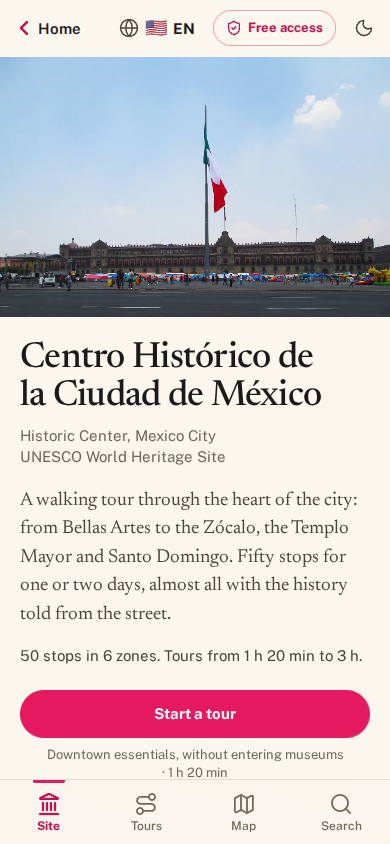 Home
EN
Free access
Centro Histórico de
la Ciudad de México
Historic Center, Mexico City
UNESCO World Heritage Site
A walking tour through the heart of the city:
from Bellas Artes to the Zócalo, the Templo
Mayor and Santo Domingo. Fifty stops for
one or two days, almost all with the history
told from the street.
50 stops in 6 zones. Tours from 1 h 20 min to 3 h.
Start a tour
Downtown essentials, without entering museums
· 1 h 20 min
Site
Tours
Map
Search